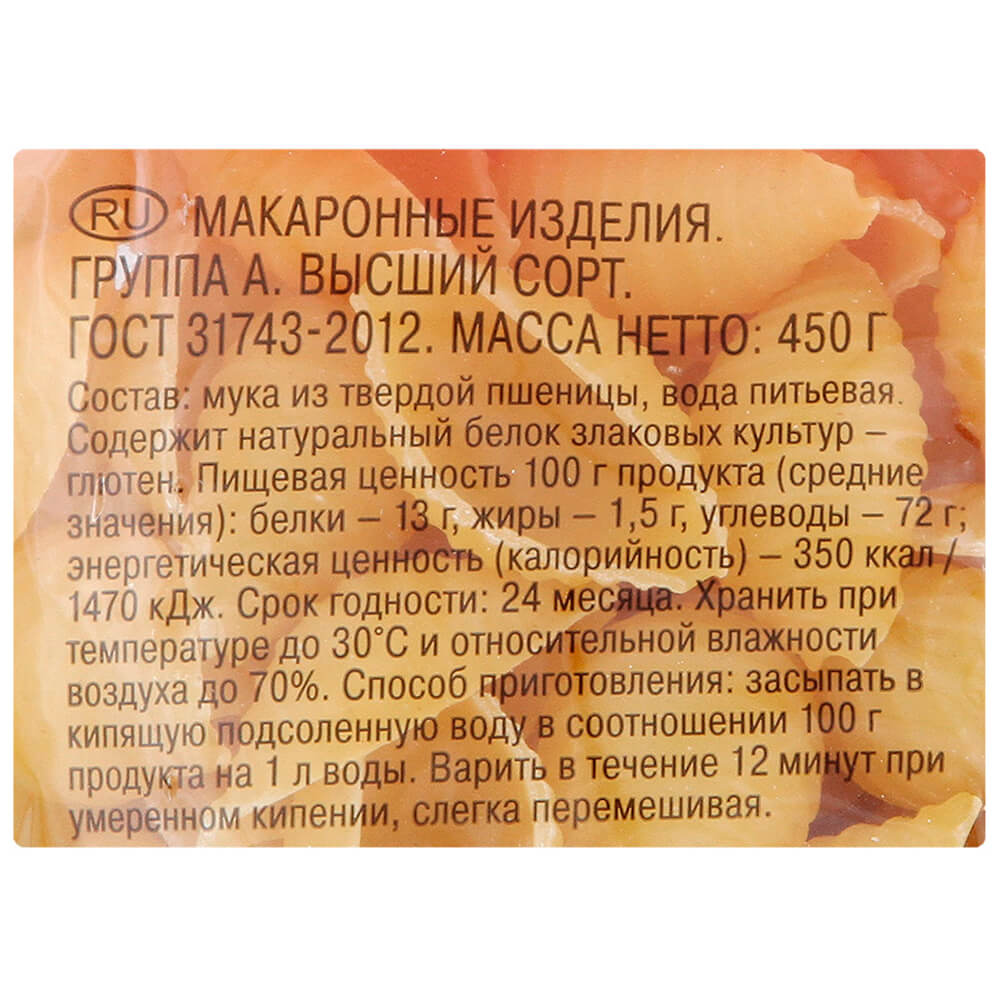 RU МАКАРОННЫЕ ИЗДЕЛИЯ.
ГРУППА А. ВЫСШИЙ СОРТ.
ГОСТ 31743-2012. МАССА НЕТТО: 450 Г
Состав: мука из твердой пшеницы, вода питьевая.
Содержит натуральный белок злаковых культур –
глютен. Пищевая ценность 100 г продукта (средние
значения): белки – 13 г, жиры – 1,5 г, углеводы – 72 г;
энергетическая ценность (калорийность) – 350 ккал /
1470 кДж. Срок годности: 24 месяца. Хранить при
температуре до 30°С и относительной влажности
воздуха до 70%. Способ приготовления: засыпать в
кипящую подсоленную воду в соотношении 100 г
продукта на 1 л воды. Варить в течение 12 минут при
умеренном кипении, слегка перемешивая.